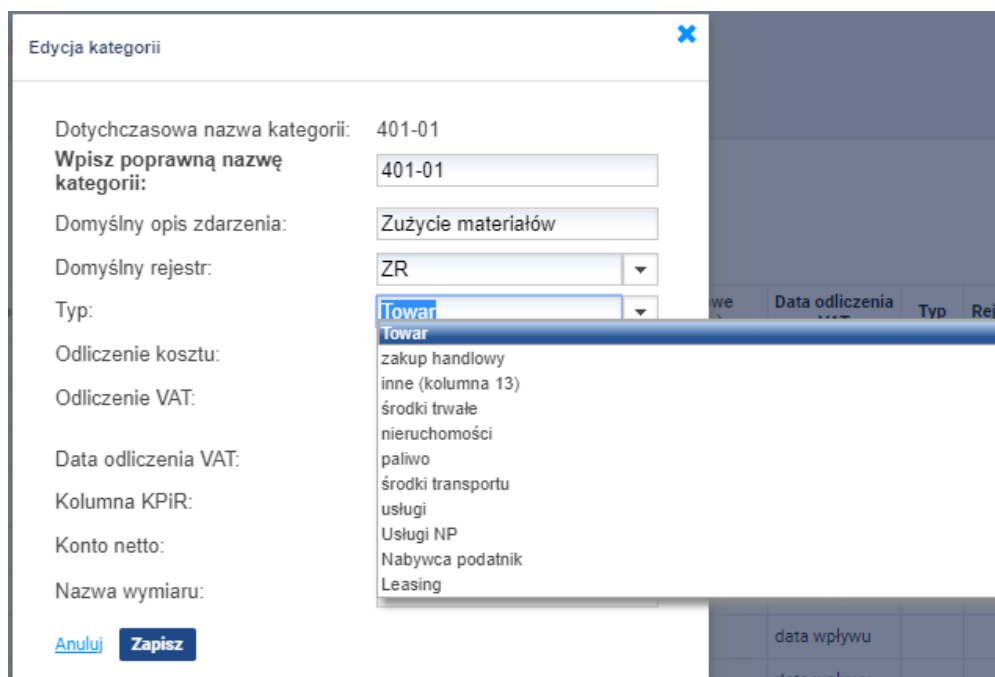 Edycja kategorii
Dotychczasowa nazwa kategorii: 401-01
Wpisz poprawną nazwę
kategorii:
401-01
Domyślny opis zdarzenia: Zużycie materiałów
Domyślny rejestr: ZR
Typ: Towar
Towar
zakup handlowy
inne (kolumna 13)
środki trwałe
nieruchomości
paliwo
środki transportu
usługi
Usługi NP
Nabywca podatnik
Leasing
Odliczenie kosztu:
Odliczenie VAT:
Data odliczenia VAT:
Kolumna KPiR:
Konto netto:
Nazwa wymiaru:
Anuluj Zapisz
Data odliczenia
VAT
Typ
data wpływu